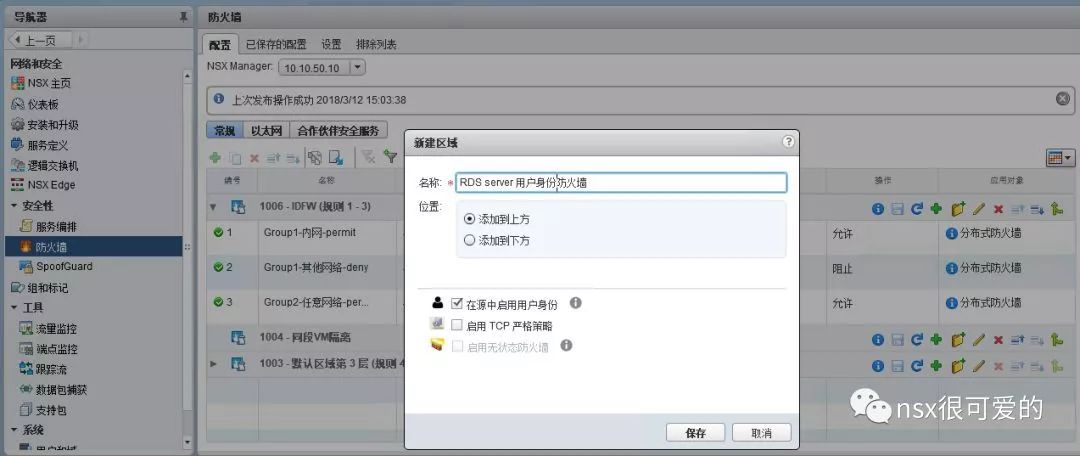 导航器
防火墙
上一页
配置 已保存的配置 设置 排除列表
网络和安全
NSX Manager: 10.10.50.10
NSX 主页
仪表板
上次发布操作成功 2018/3/12 15:03:38
安装和升级
服务定义
常规 以太网 合作伙伴安全服务
新建区域
逻辑交换机
NSX Edge
编号 名称 操作 应用对象
名称: * RDS server 用户身份防火墙
安全性
1006 - IDFW (规则 1 - 3)
位置:
添加到上方
服务编排
1 Group1-内网-permit 允许 分布式防火墙
添加到下方
防火墙
SpoofGuard
2 Group1-其他网络-deny 阻止 分布式防火墙
组和标记
工具
3 Group2-任意网络-per... 允许 分布式防火墙
在源中启用用户身份
流量监控
启用 TCP 严格策略
1004 - 同段VM隔离
启用无状态防火墙
端点监控
1003 - 默认区域第 3 层 (规则 4
跟踪流
数据包捕获
支持包
nsx很可爱的
系统
保存 取消
用户和域